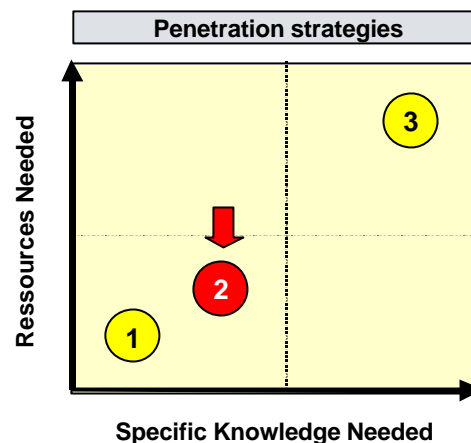 Penetration strategies
Ressources Needed
3
2
1
Specific Knowledge Needed